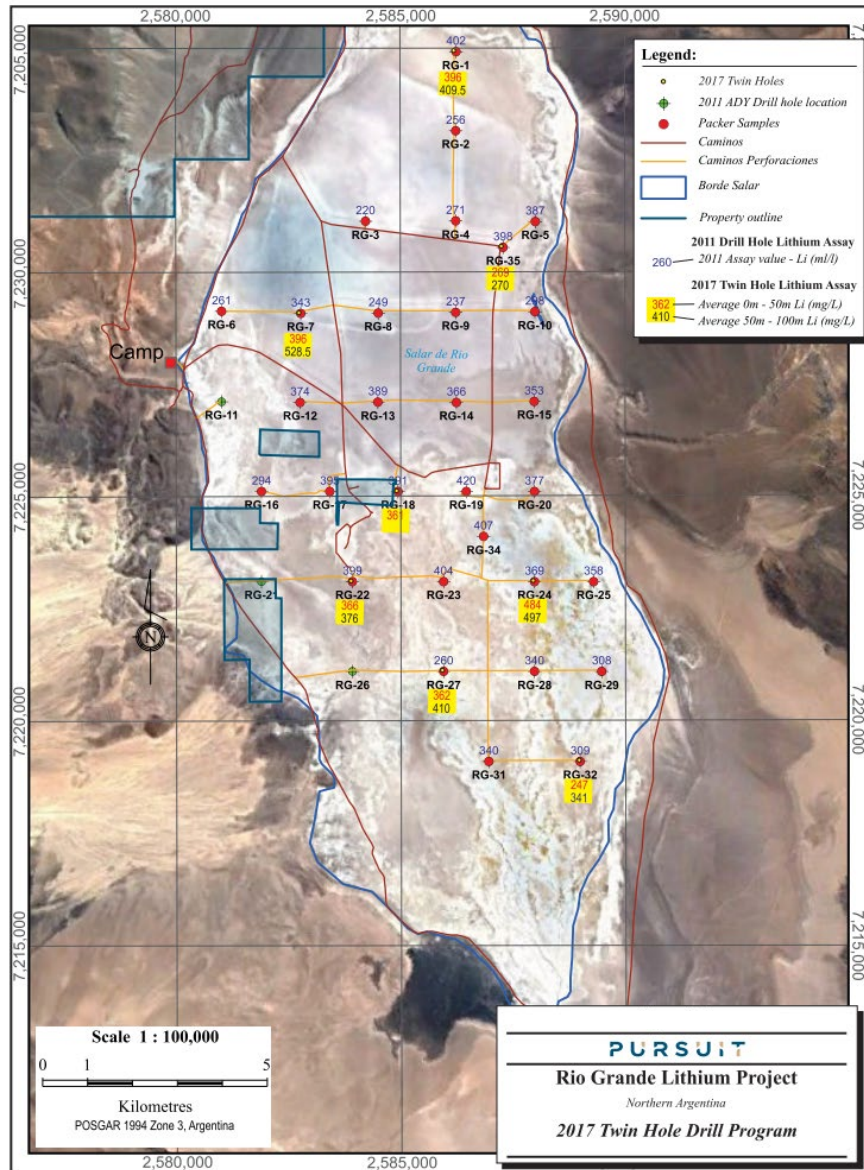 2,580,000
2,585,000
2,590,000
7,205,000
7,230,000
7,225,000
7,220,000
7,215,000
402
RG-1
396
409.5
256
RG-2
220
RG-3
271
RG-4
387
RG-5
398
RG-35
269
270
261
RG-6
343
RG-7
396
528.5
249
RG-8
237
RG-9
298
RG-10
Salar de Rio
Grande
Camp
RG-11
374
RG-12
389
RG-13
366
RG-14
353
RG-15
294
RG-16
395
RG-17
391
RG-18
361
420
RG-19
377
RG-20
407
RG-34
RG-21
399
RG-22
366
376
404
RG-23
369
RG-24
484
497
358
RG-25
RG-26
260
RG-27
362
410
340
RG-28
308
RG-29
340
RG-31
309
RG-32
247
341
N
Legend:
2017 Twin Holes
2011 ADY Drill hole location
Packer Samples
Caminos
Caminos Perforaciones
Borde Salar
Property outline
2011 Drill Hole Lithium Assay
260 2011 Assay value - Li (ml/l)
2017 Twin Hole Lithium Assay
362 Average 0m - 50m Li (mg/L)
410 Average 50m - 100m Li (mg/L)
7,225,000
7,220,000
7,215,000
Scale 1 : 100,000
0 1 5
Kilometres
POSGAR 1994 Zone 3, Argentina
PURSUIT
Rio Grande Lithium Project
Northern Argentina
2017 Twin Hole Drill Program
2,580,000
2,585,000